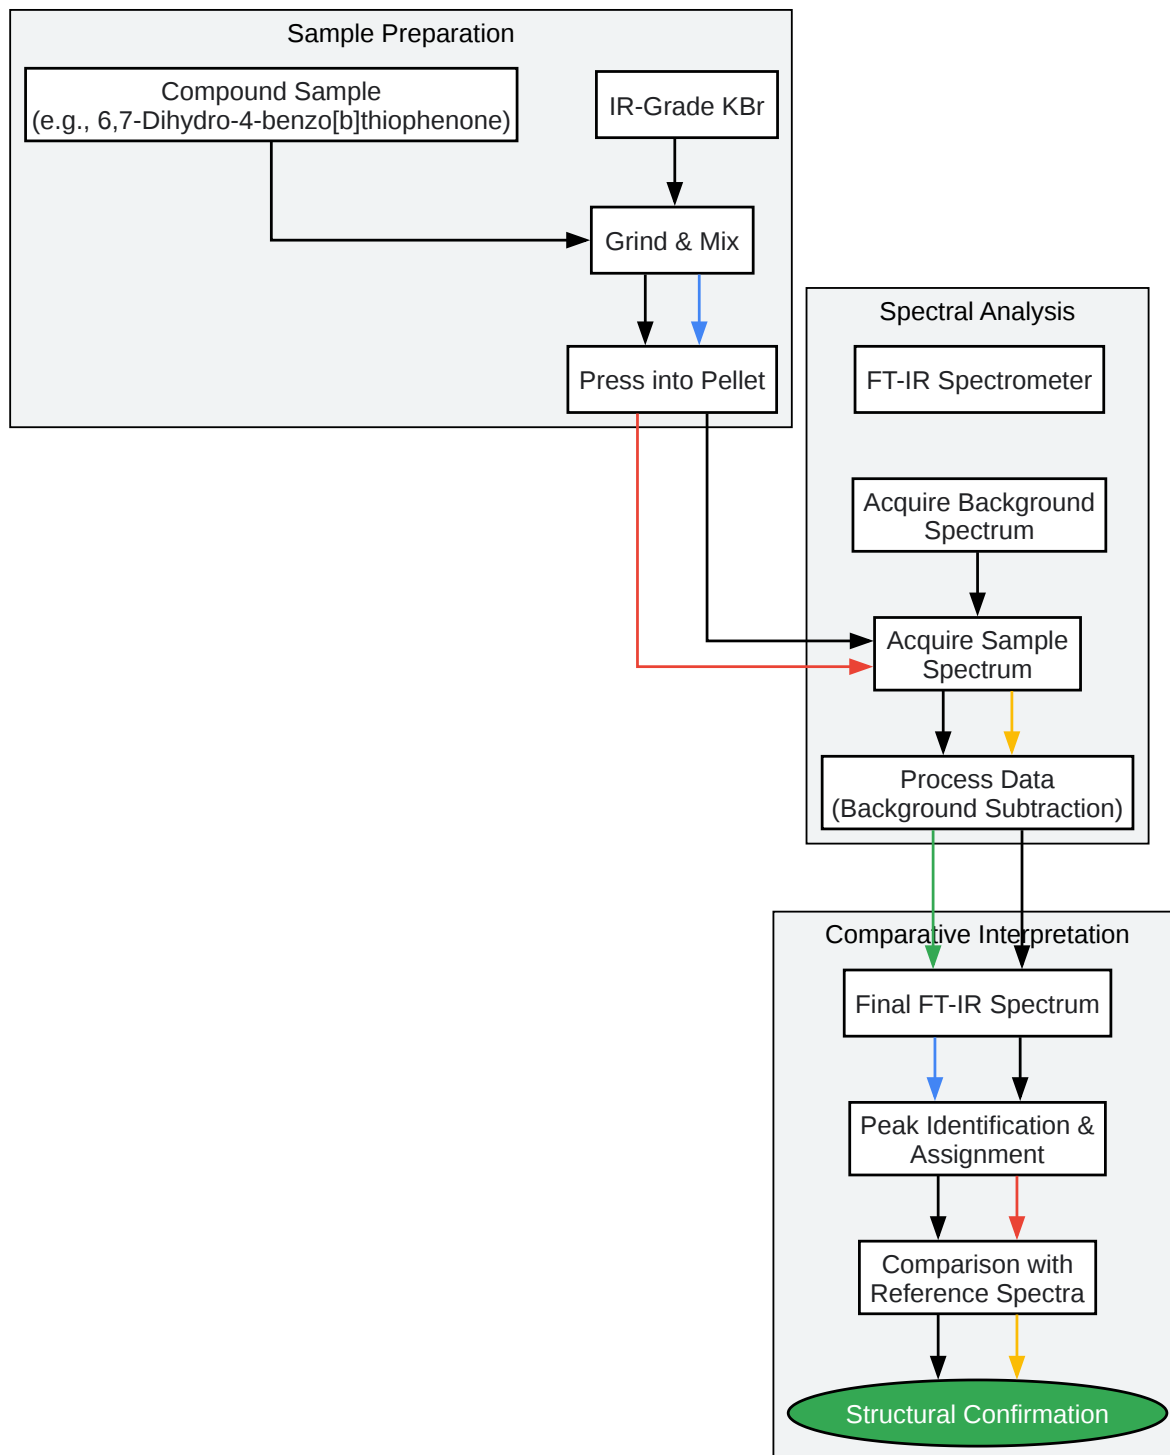 Sample Preparation
Compound Sample
(e.g., 6,7-Dihydro-4-benzo[b]thiophenone)
IR-Grade KBr
Grind & Mix
Press into Pellet
Spectral Analysis
FT-IR Spectrometer
Acquire Background
Spectrum
Acquire Sample
Spectrum
Process Data
(Background Subtraction)
Comparative Interpretation
Final FT-IR Spectrum
Peak Identification &
Assignment
Comparison with
Reference Spectra
Structural Confirmation